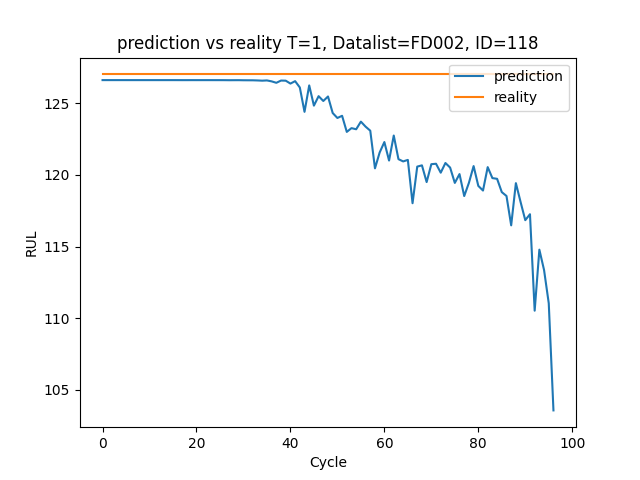 prediction vs reality T=1, Datalist=FD002, ID=118
prediction
reality
125
120
115
110
105
RUL
0 20 40 60 80 100
Cycle